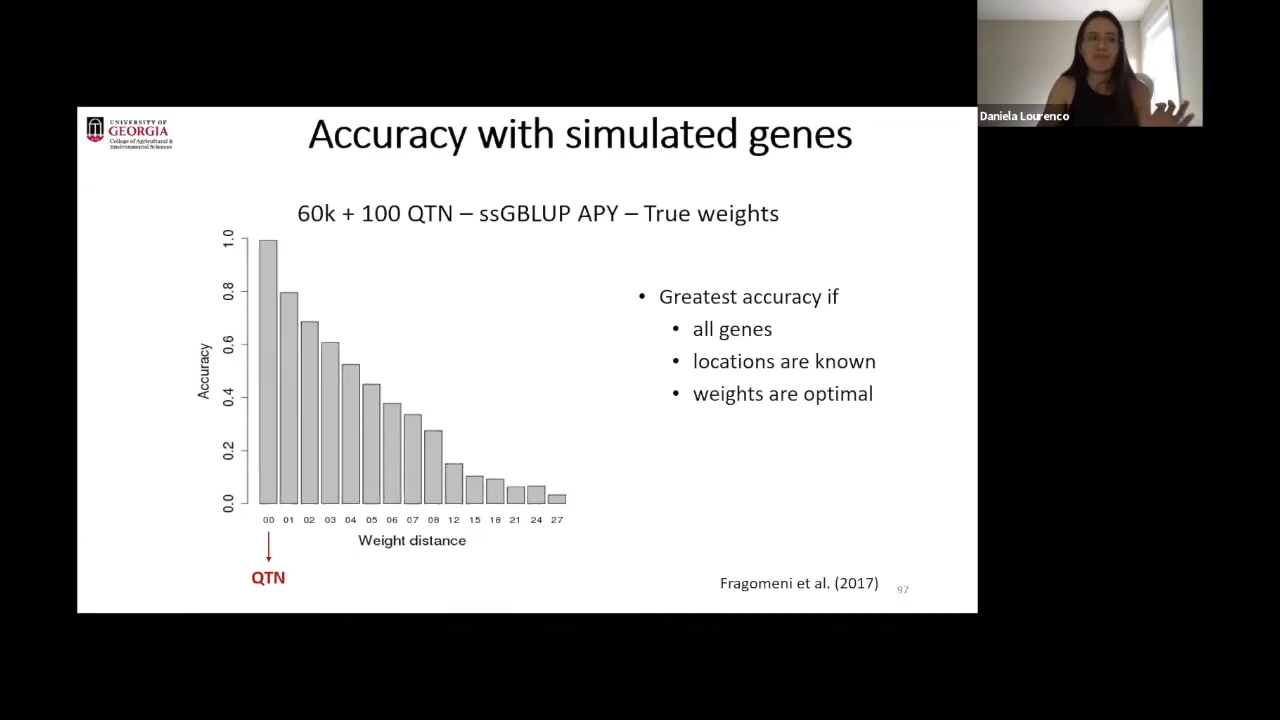 Daniela Lourenco
UNIVERSITY OF
GEORGIA
College of Agricultural &
Environmental Sciences
Accuracy with simulated genes
60k + 100 QTN – ssGBLUP APY – True weights
1.0
0.8
0.6
0.4
0.2
0.0
Accuracy
00 01 02 03 04 05 06 07 08 12 15 18 21 24 27
Weight distance
QTN
• Greatest accuracy if
• all genes
• locations are known
• weights are optimal
Fragomeni et al. (2017)
97